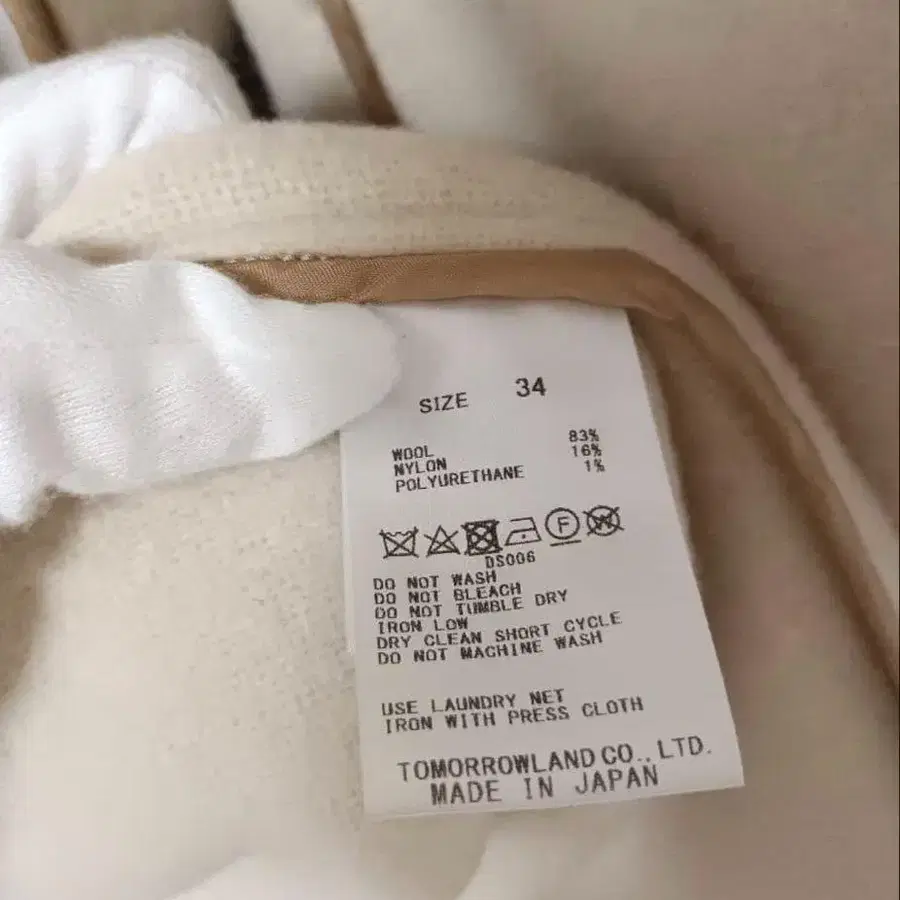 SIZE 34
WOOL 83%
NYLON 16%
POLYURETHANE 1%
F W
DS006
DO NOT WASH
DO NOT BLEACH
DO NOT TUMBLE DRY
IRON LOW
DRY CLEAN SHORT CYCLE
DO NOT MACHINE WASH
USE LAUNDRY NET
IRON WITH PRESS CLOTH
TOMORROWLAND CO., LTD.
MADE IN JAPAN